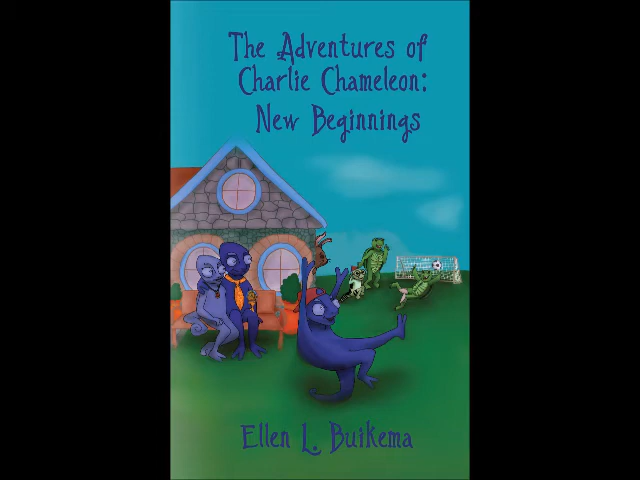 The Adventures of
Charlie Chameleon:
New Beginnings
Ellen L. Buikema